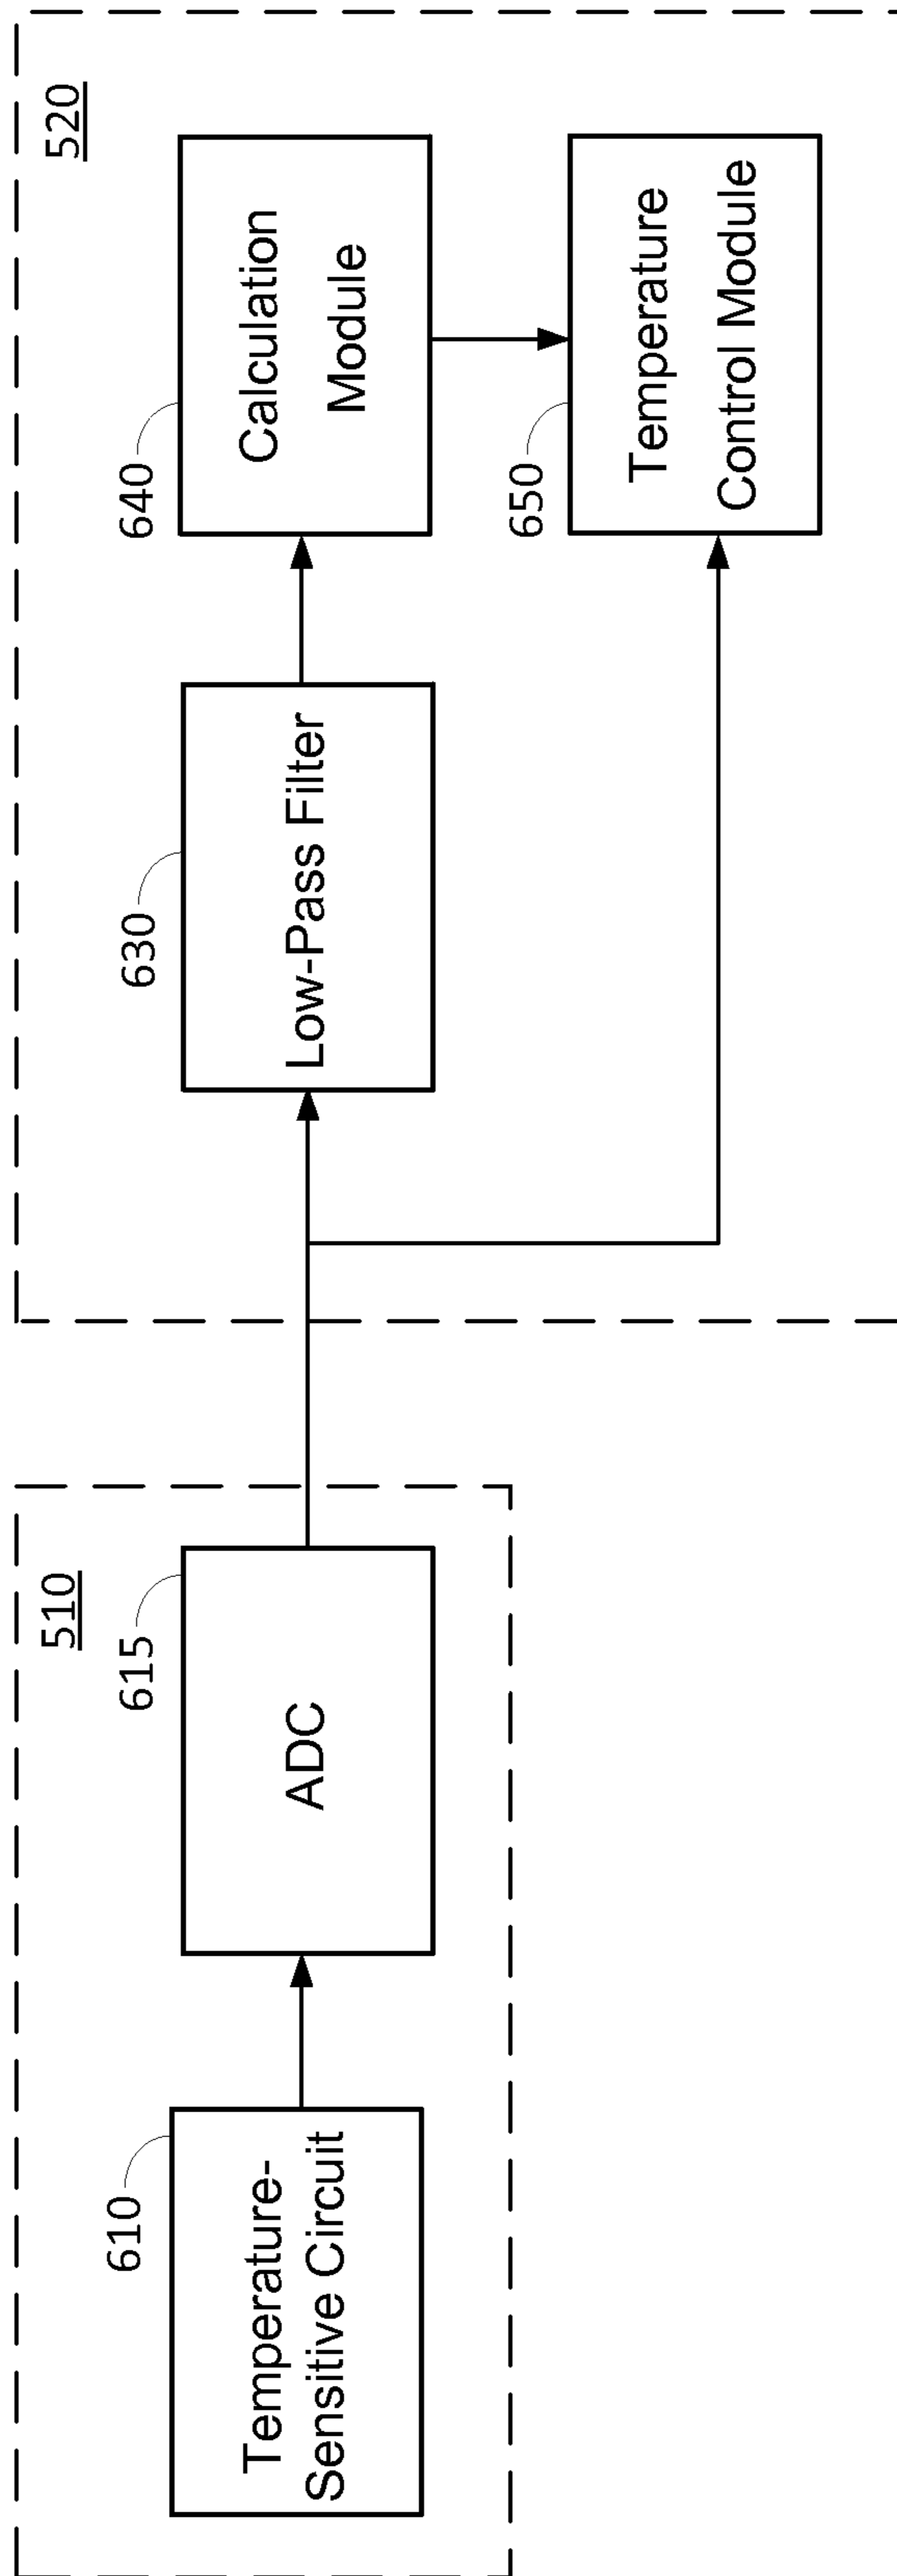 510
610
Temperature-
Sensitive Circuit
615
ADC
520
630
Low-Pass Filter
640
Calculation
Module
650
Temperature
Control Module